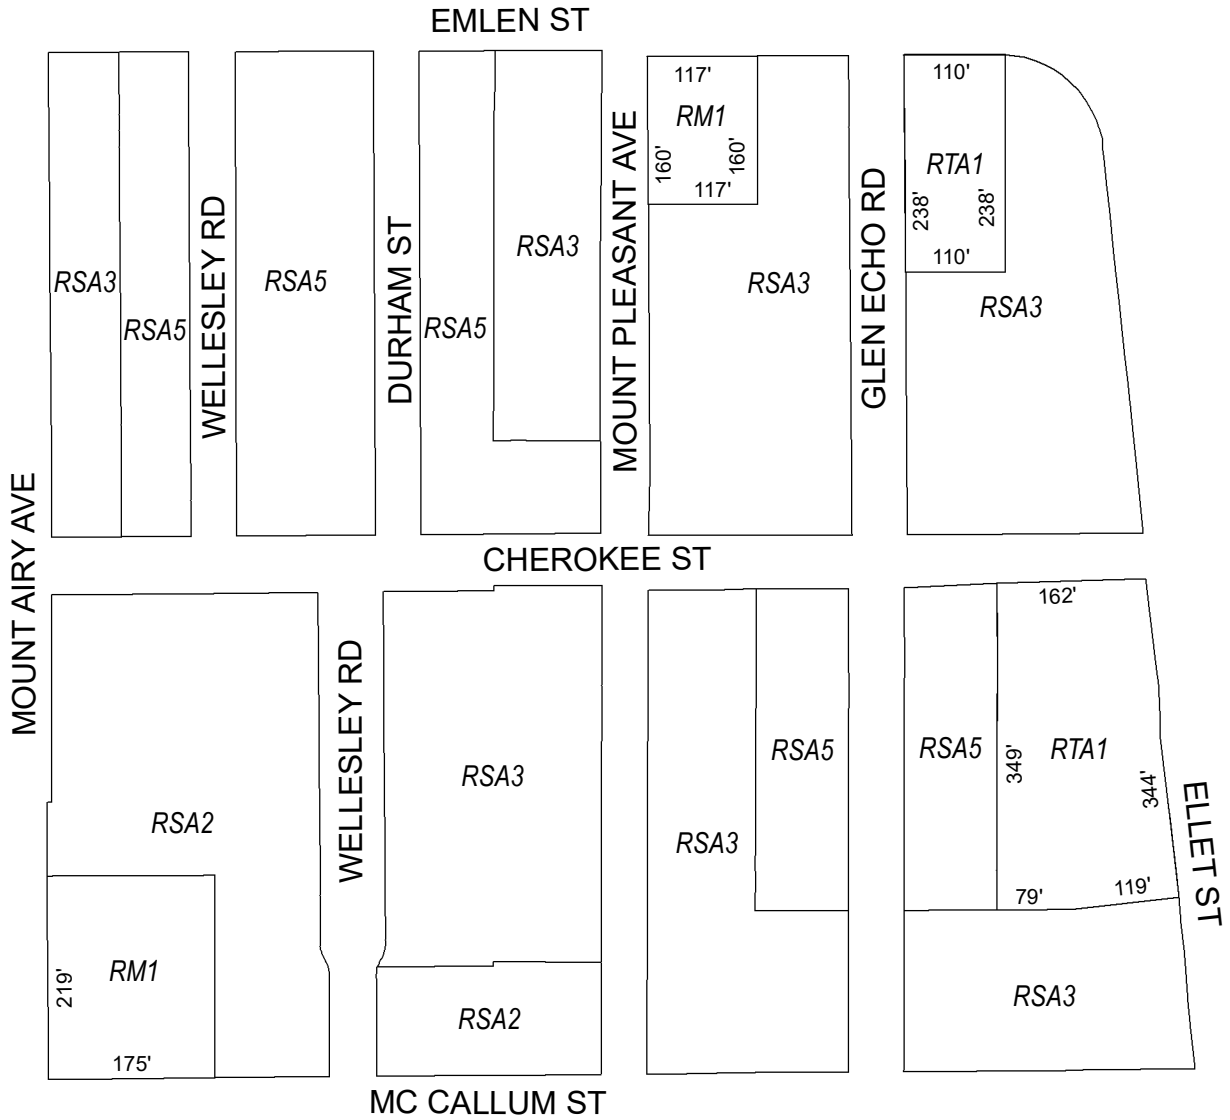 EMLEN ST
117'
110'
RM1
160'
160'
RTA1
117'
238'
238'
RSA3
110'
RSA3
RSA5
RSA3
RSA3
RSA5
RSA5
WELLESLEY RD
DURHAM ST
MOUNT PLEASANT AVE
GLEN ECHO RD
MOUNT AIRY AVE
CHEROKEE ST
162'
WELLESLEY RD
RSA5
RSA5
RTA1
349'
RSA3
344'
RSA2
RSA3
ELLET ST
79'
119'
RM1
219'
RSA3
RSA2
175'
MC CALLUM ST